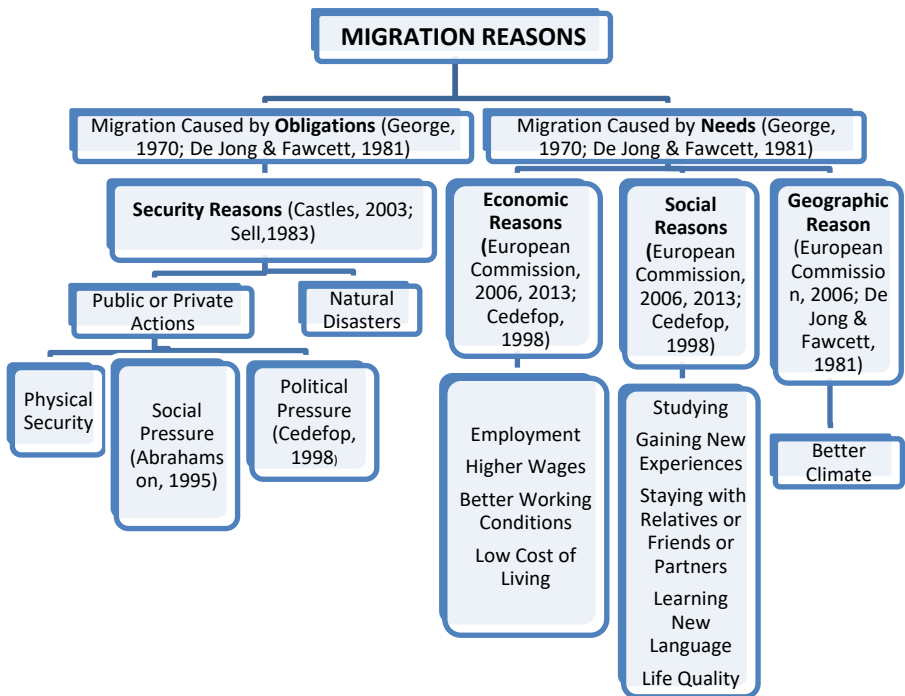 MIGRATION REASONS
Migration Caused by Obligations (George,
1970; De Jong & Fawcett, 1981)
Migration Caused by Needs (George,
1970; De Jong & Fawcett, 1981)
Security Reasons (Castles, 2003;
Sell,1983)
Economic
Reasons
(European
Commission,
2006, 2013;
Cedefop,
1998)
Social
Reasons
(European
Commission,
2006, 2013;
Cedefop,
1998)
Geographic
Reason
(European
Commissio
n, 2006; De
Jong &
Fawcett,
1981)
Public or Private
Actions
Natural
Disasters
Physical
Security
Social
Pressure
(Abrahams
on, 1995)
Political
Pressure
(Cedefop,
1998)
Employment
Higher Wages
Better Working
Conditions
Low Cost of
Living
Studying
Gaining New
Experiences
Staying with
Relatives or
Friends or
Partners
Learning
New
Language
Life Quality
Better
Climate